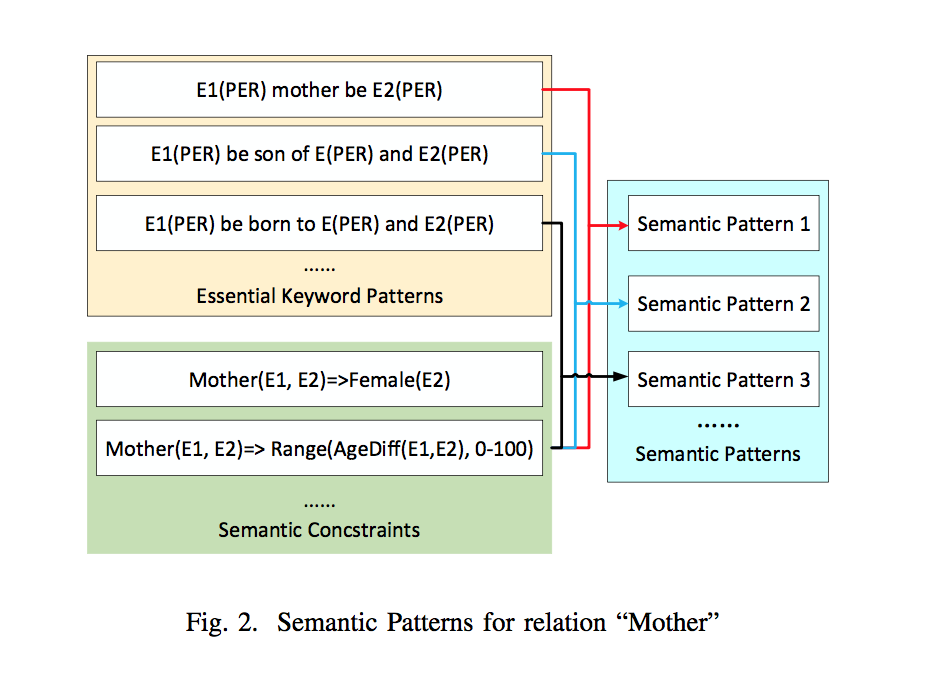 E1(PER) mother be E2(PER)
E1(PER) be son of E(PER) and E2(PER)
E1(PER) be born to E(PER) and E2(PER)
......
Essential Keyword Patterns
Mother(E1, E2)=>Female(E2)
Mother(E1, E2)=> Range(AgeDiff(E1,E2), 0-100)
......
Semantic Concstraints
Semantic Pattern 1
Semantic Pattern 2
Semantic Pattern 3
......
Semantic Patterns
Fig. 2. Semantic Patterns for relation “Mother”